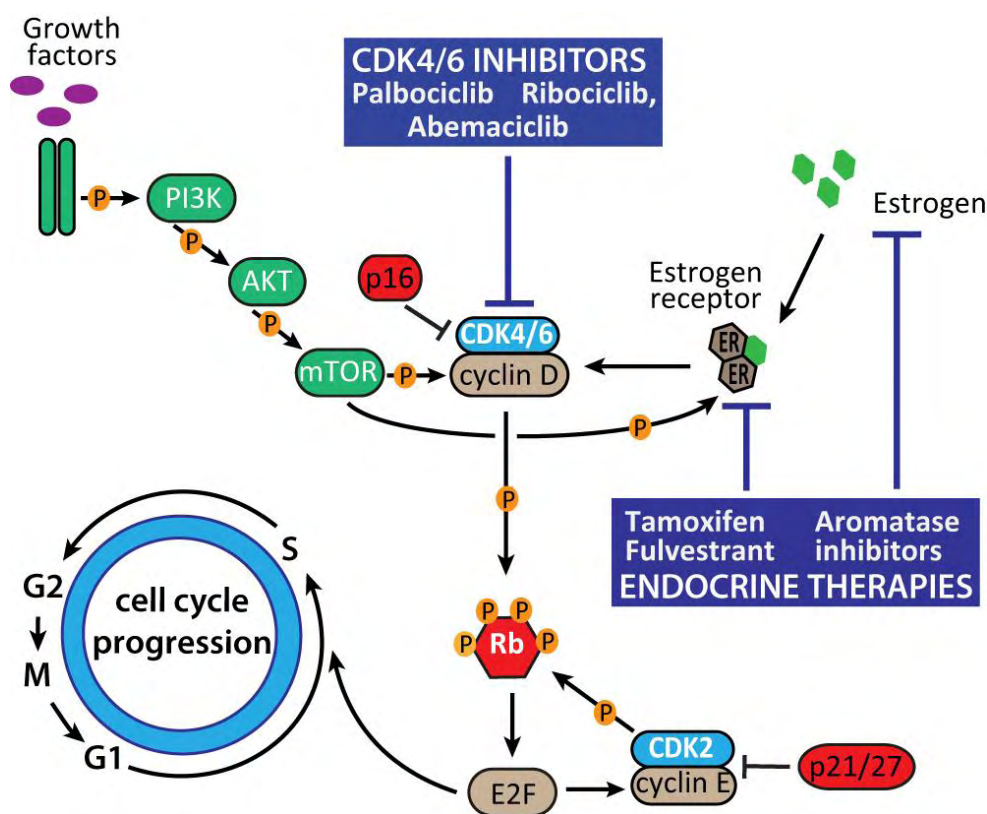 Growth
factors
CDK4/6 INHIBITORS
Palbociclib Ribociclib,
Abemaciclib
P
PI3K
P
AKT
P
mTOR
P
p16
CDK4/6
cyclin D
Estrogen
Estrogen
receptor
ER
ER
P
P
Tamoxifen Aromatase
Fulvestrant inhibitors
ENDOCRINE THERAPIES
S
G2
M
G1
cell cycle
progression
P P
P Rb P
P
CDK2
cyclin E
p21/27
E2F